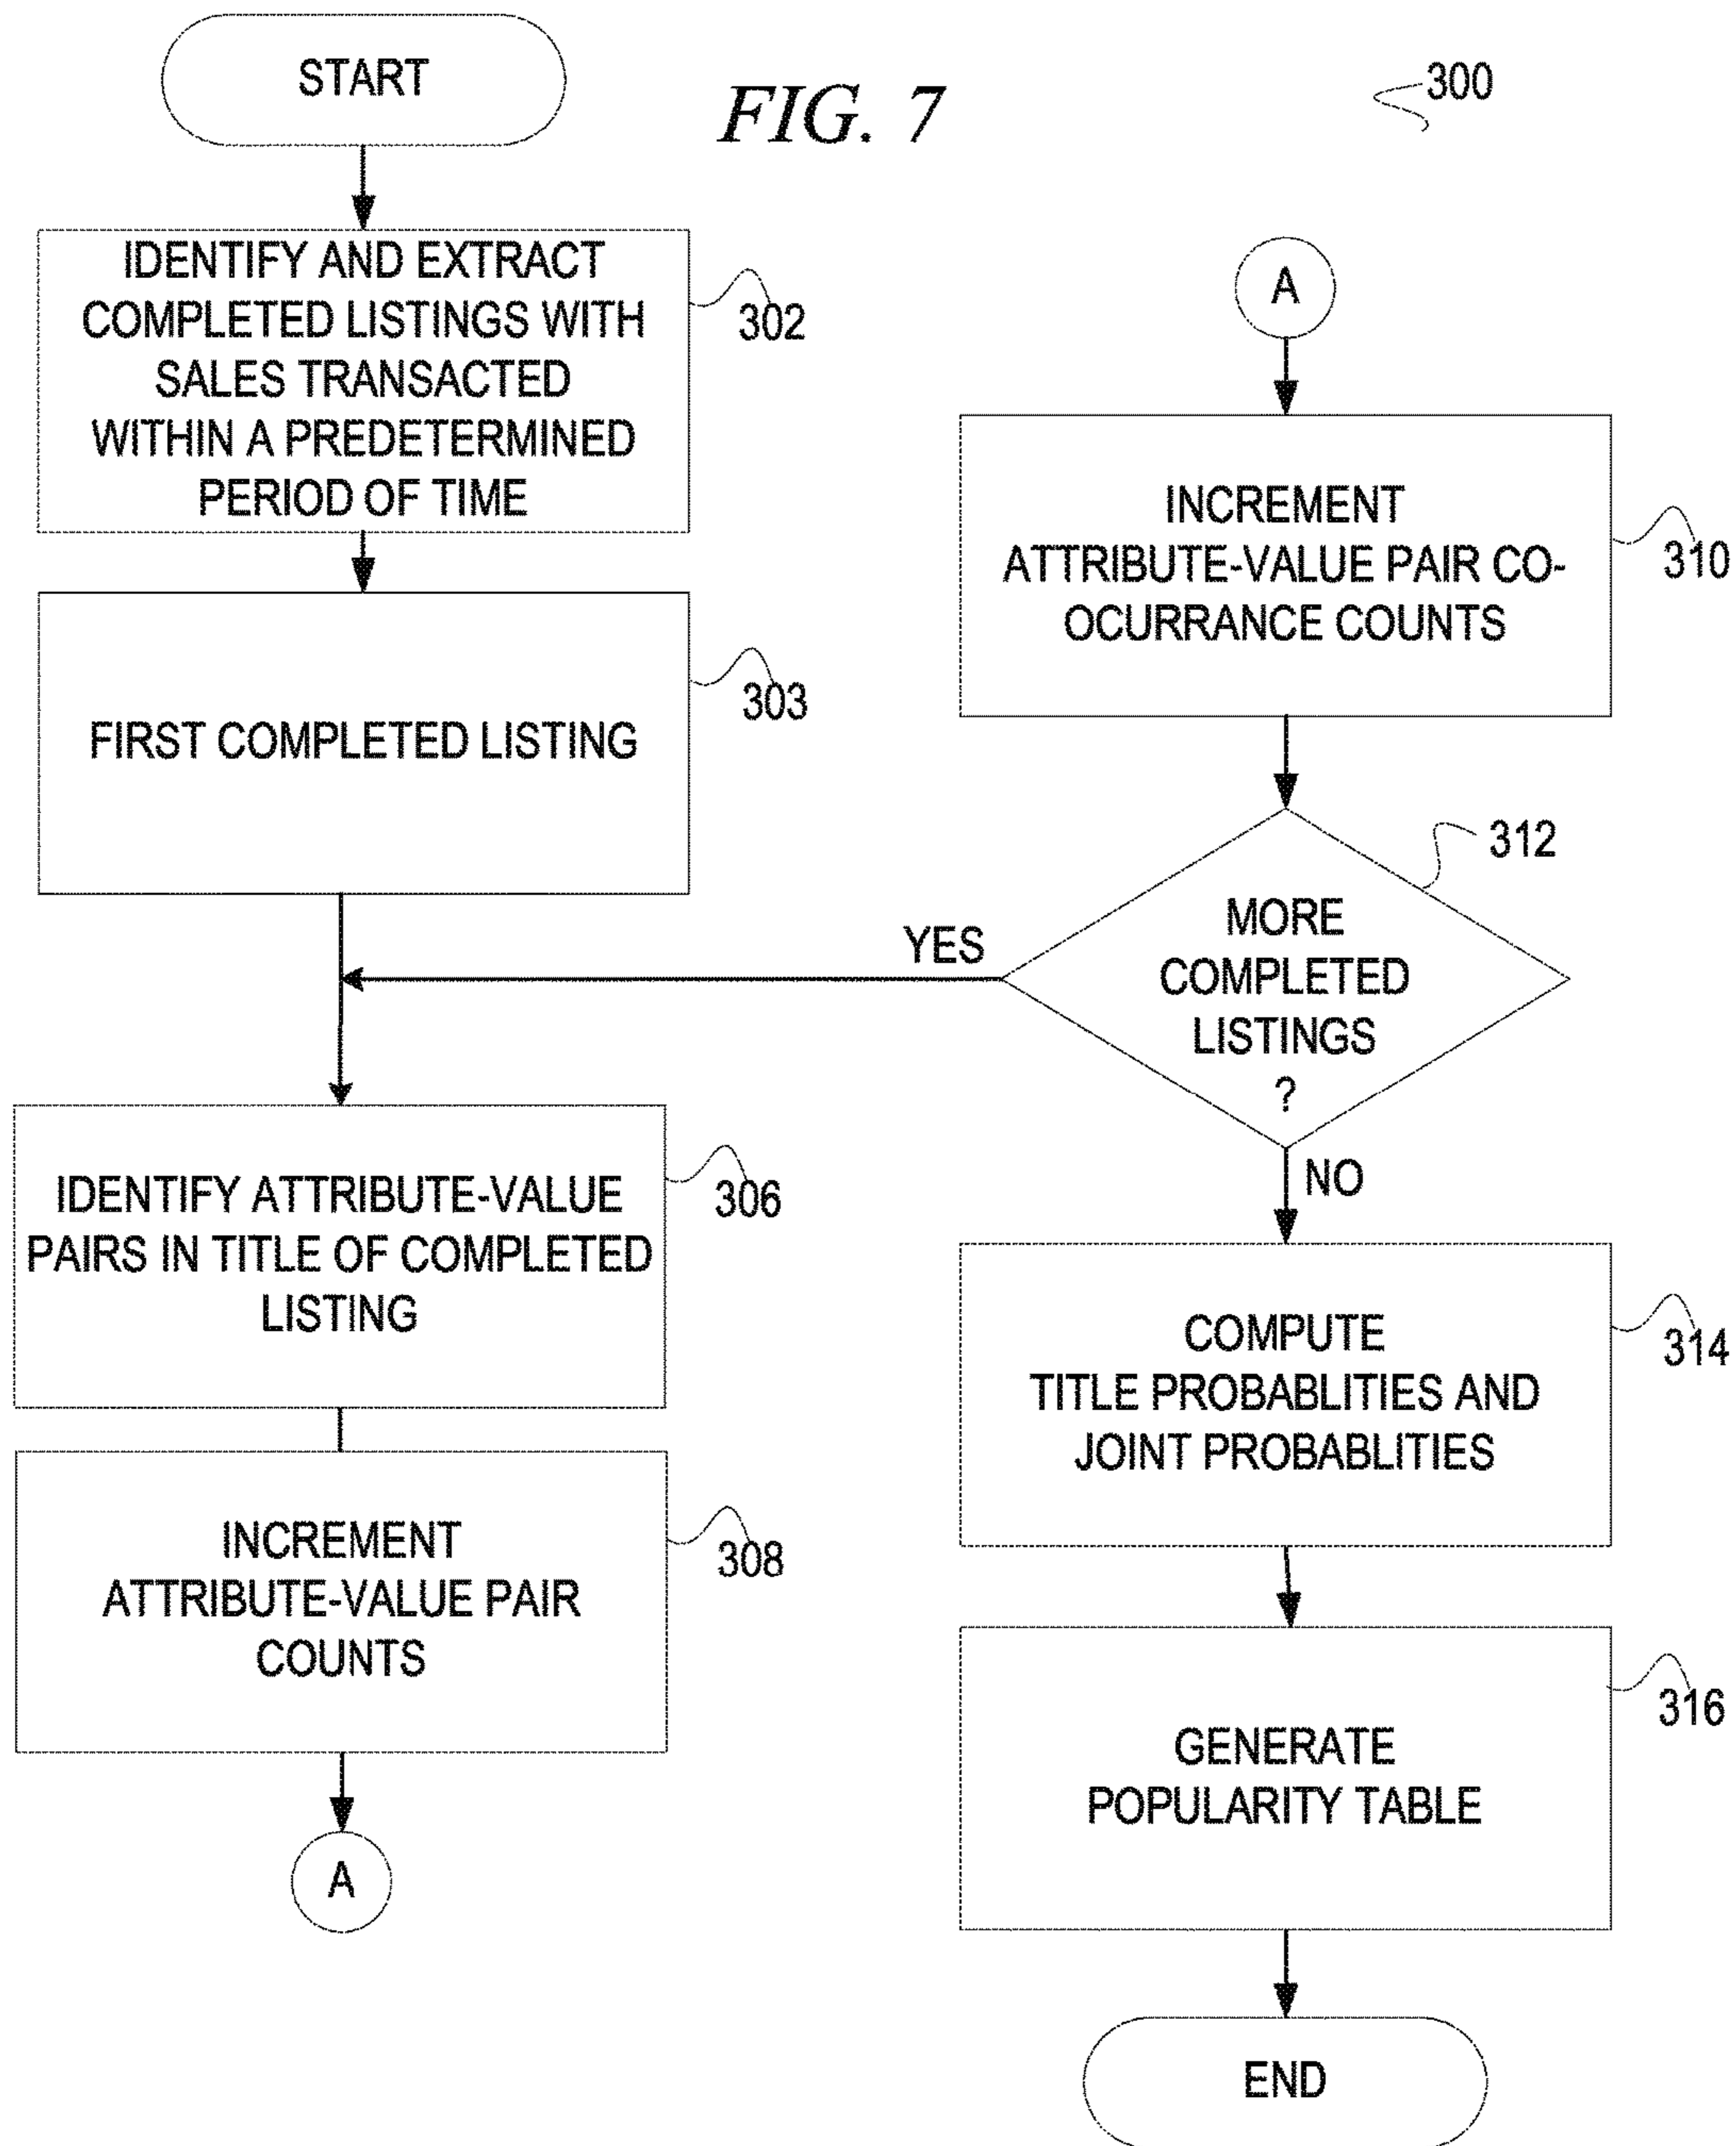 START
FIG. 7
300
IDENTIFY AND EXTRACT
COMPLETED LISTINGS WITH
SALES TRANSACTED
WITHIN A PREDETERMINED
PERIOD OF TIME
302
FIRST COMPLETED LISTING
303
IDENTIFY ATTRIBUTE-VALUE
PAIRS IN TITLE OF COMPLETED
LISTING
306
INCREMENT
ATTRIBUTE-VALUE PAIR
COUNTS
308
A
A
INCREMENT
ATTRIBUTE-VALUE PAIR CO-
OCURRANCE COUNTS
310
MORE
COMPLETED
LISTINGS
?
312
YES
NO
COMPUTE
TITLE PROBABLITIES AND
JOINT PROBABLITIES
314
GENERATE
POPULARITY TABLE
316
END